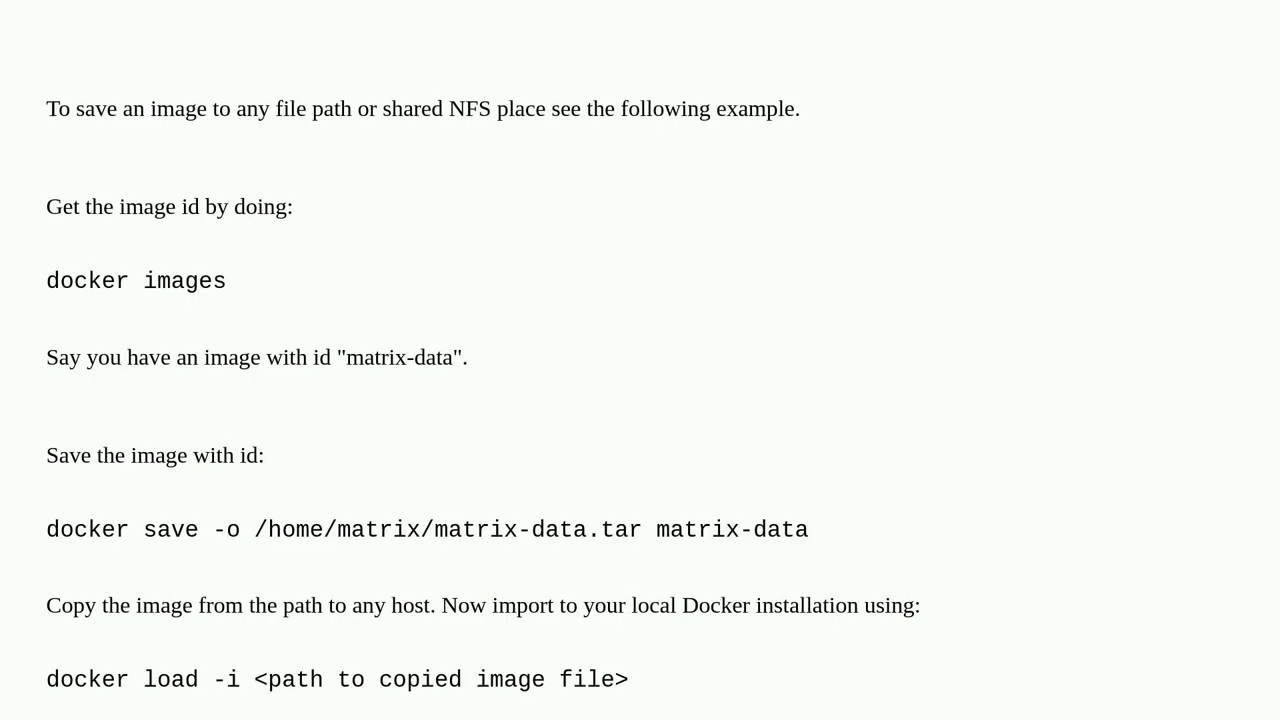 To save an image to any file path or shared NFS place see the following example.
Get the image id by doing:
docker images
Say you have an image with id "matrix-data".
Save the image with id:
docker save -o /home/matrix/matrix-data.tar matrix-data
Copy the image from the path to any host. Now import to your local Docker installation using:
docker load -i <path to copied image file>